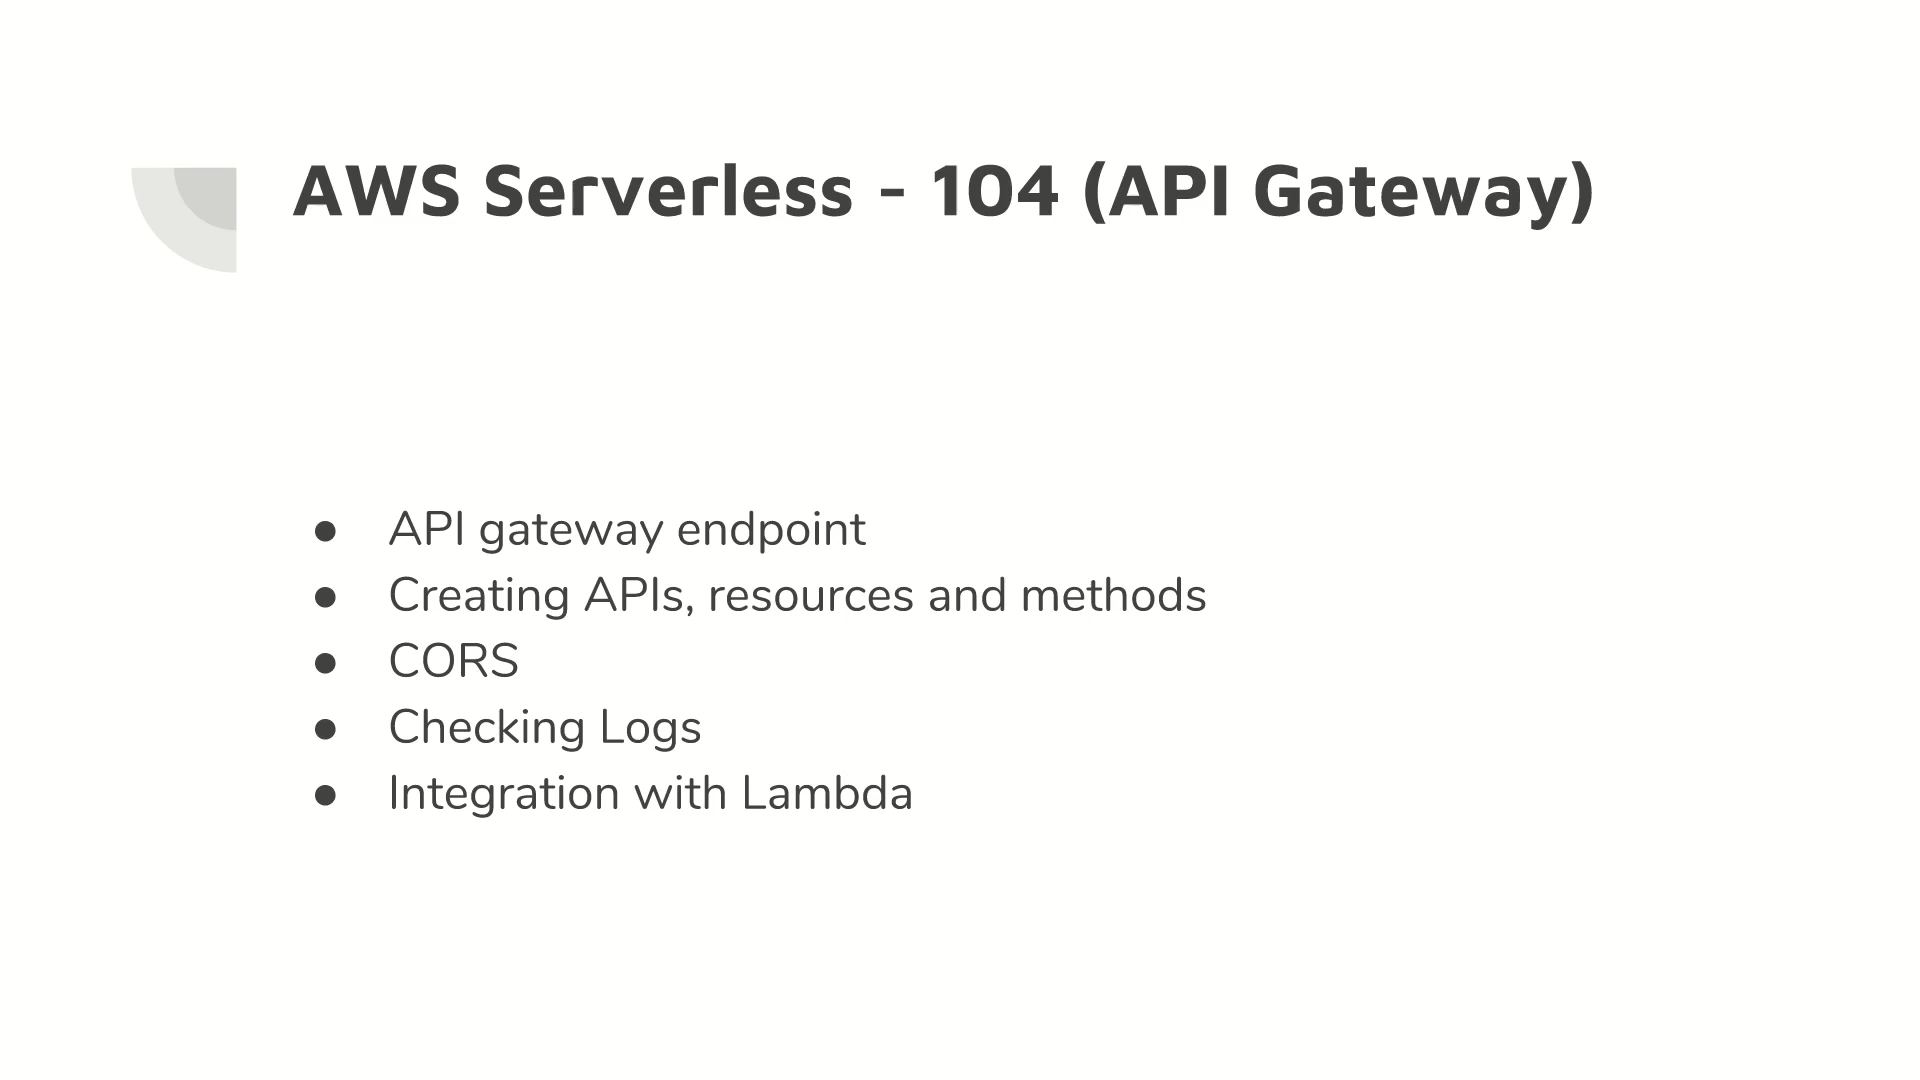 AWS Serverless - 104 (API Gateway)
● API gateway endpoint
● Creating APIs, resources and methods
● CORS
● Checking Logs
● Integration with Lambda